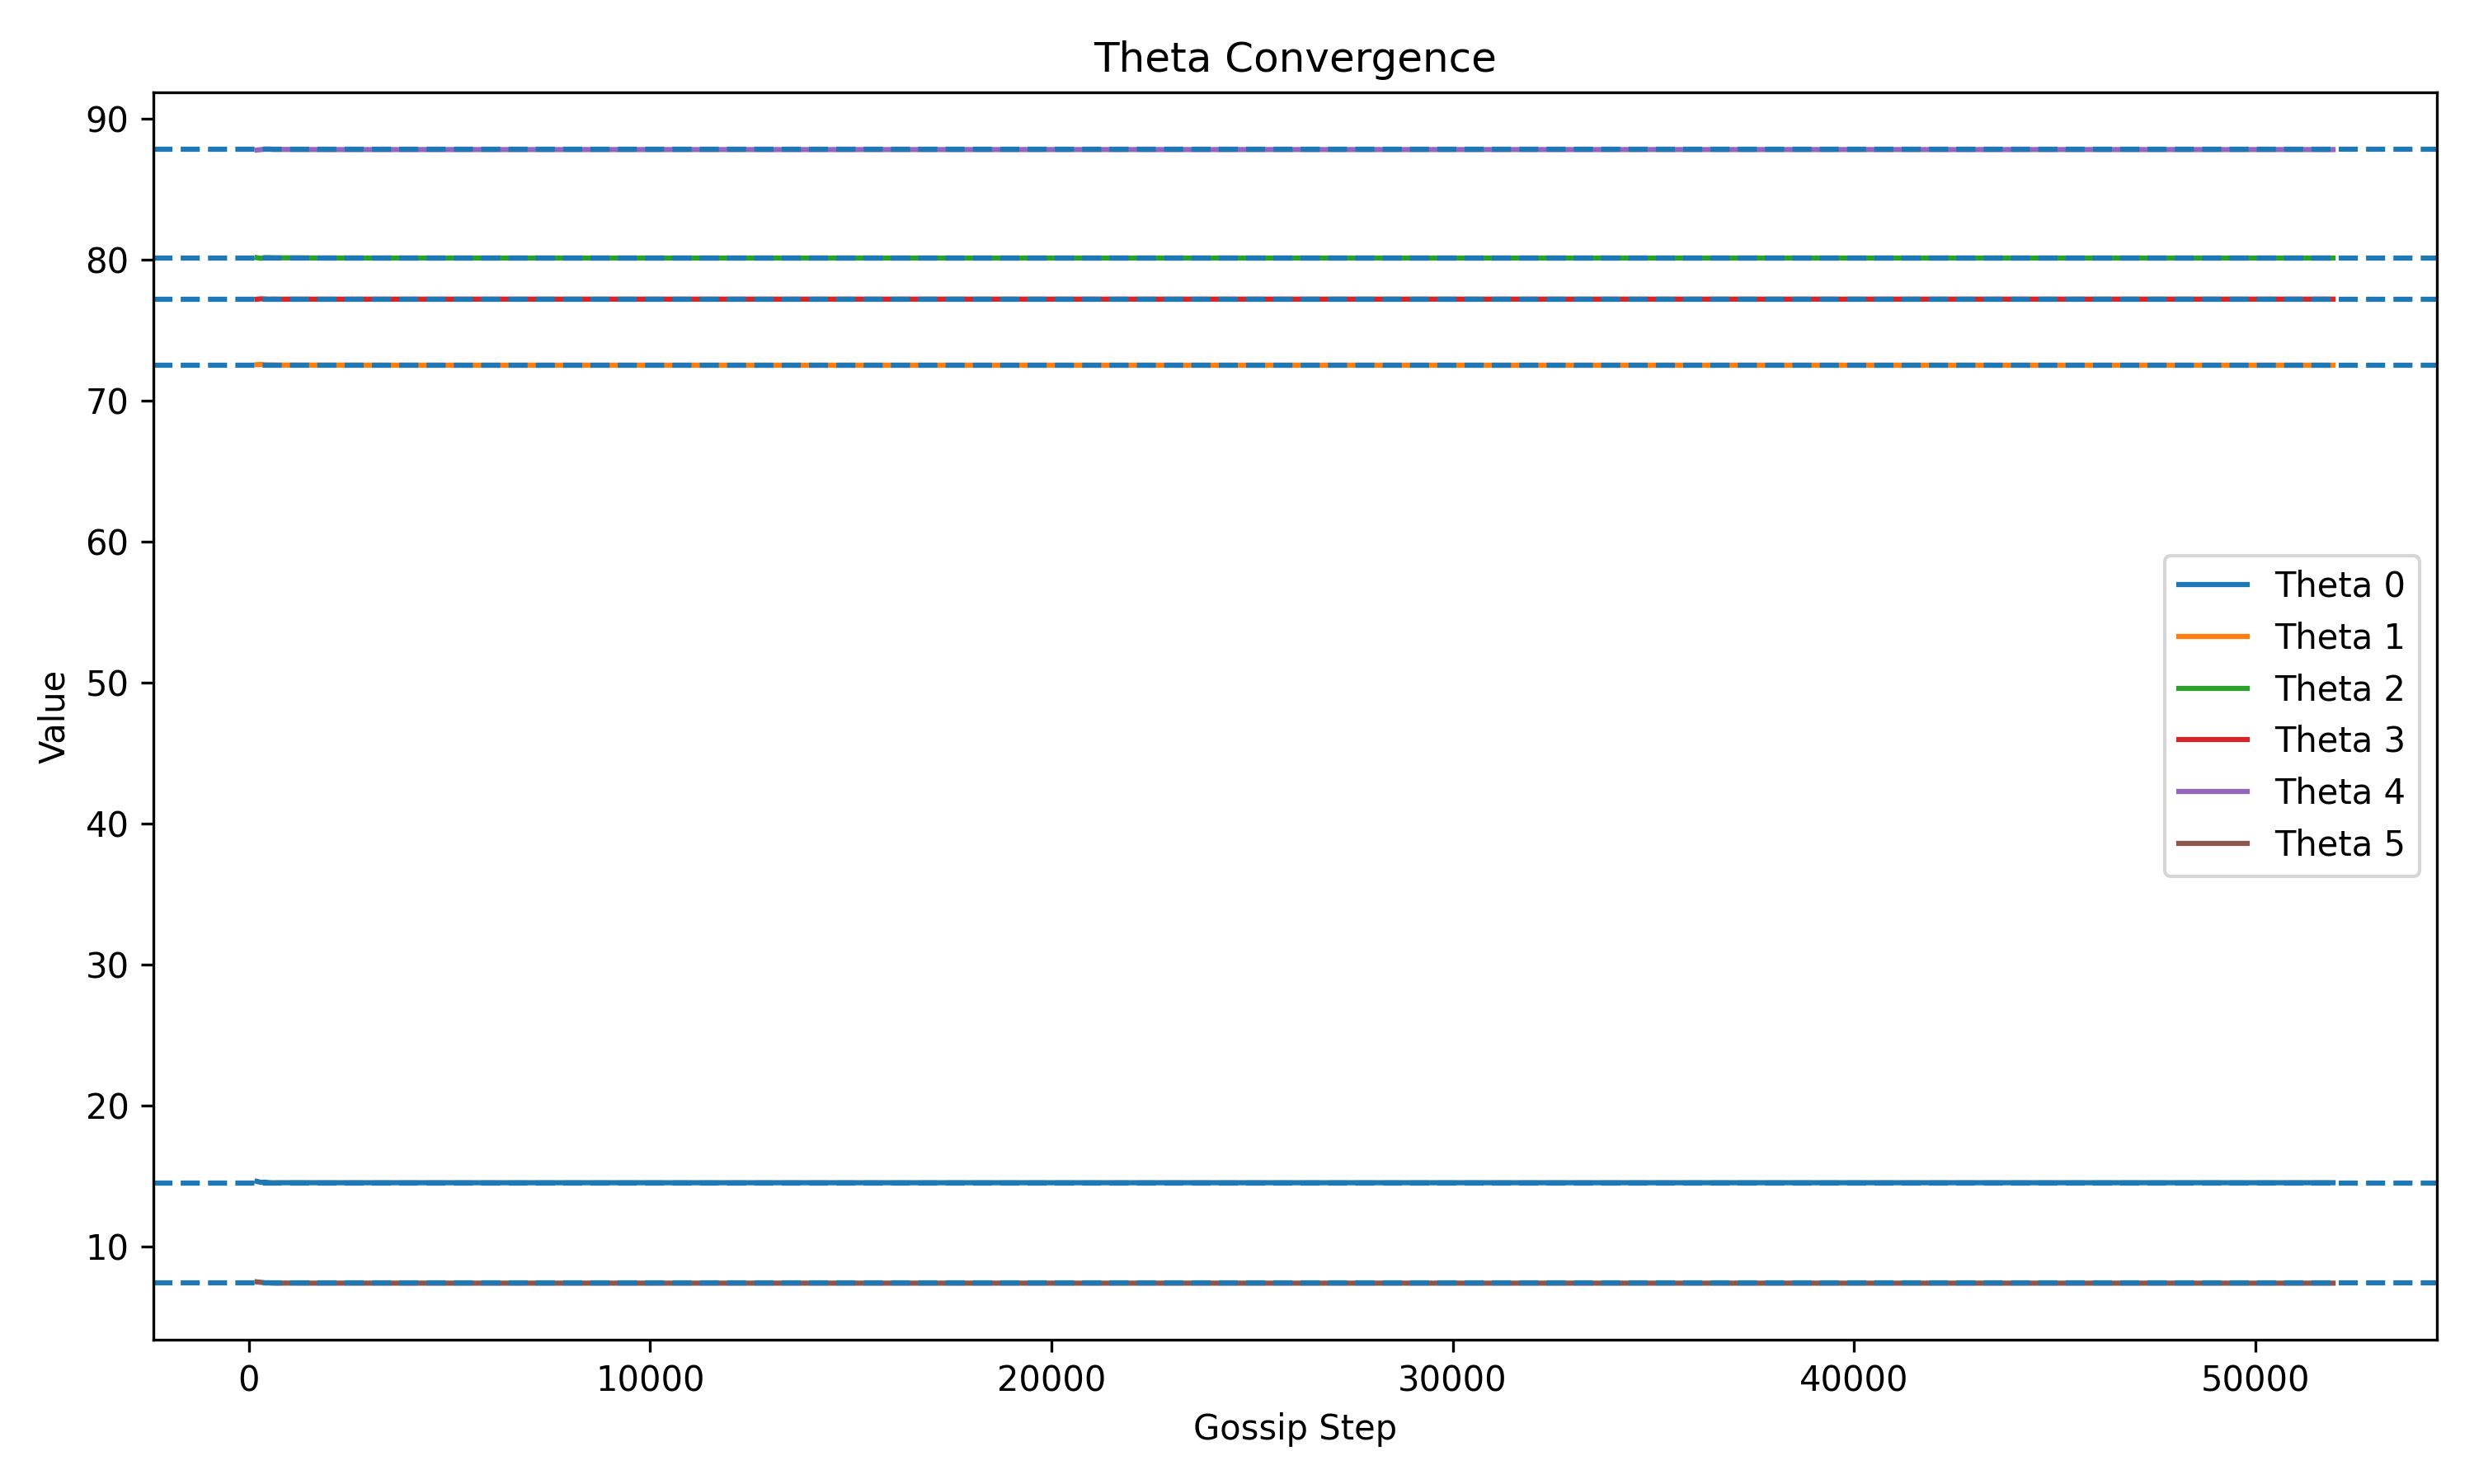 Theta Convergence
90
80
70
60
50
40
30
20
10
Value
Theta 0
Theta 1
Theta 2
Theta 3
Theta 4
Theta 5
0 10000 20000 30000 40000 50000
Gossip Step